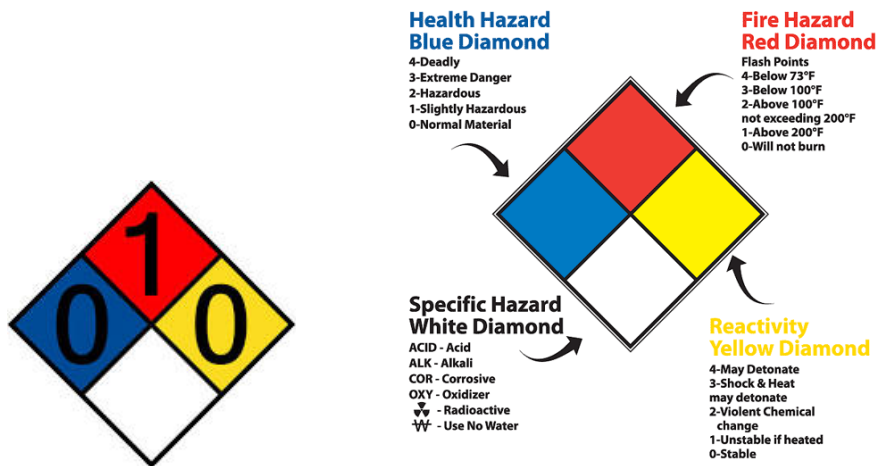 1
0 0
Health Hazard
Blue Diamond
4-Deadly
3-Extreme Danger
2-Hazardous
1-Slightly Hazardous
0-Normal Material
Fire Hazard
Red Diamond
Flash Points
4-Below 73°F
3-Below 100°F
2-Above 100°F
not exceeding 200°F
1-Above 200°F
0-Will not burn
Specific Hazard
White Diamond
ACID - Acid
ALK - Alkali
COR - Corrosive
OXY - Oxidizer
- Radioactive
W - Use No Water
Reactivity
Yellow Diamond
4-May Detonate
3-Shock & Heat
may detonate
2-Violent Chemical
change
1-Unstable if heated
0-Stable